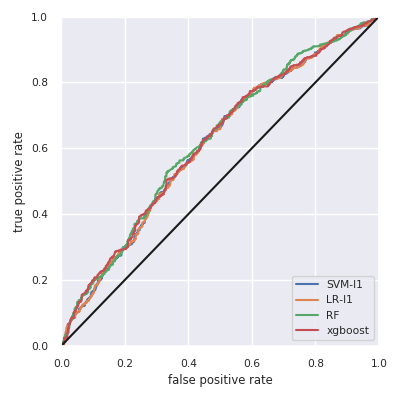 1.0
0.8
0.6
0.4
0.2
0.0
true positive rate
SVM-l1
LR-l1
RF
xgboost
0.0 0.2 0.4 0.6 0.8 1.0
false positive rate